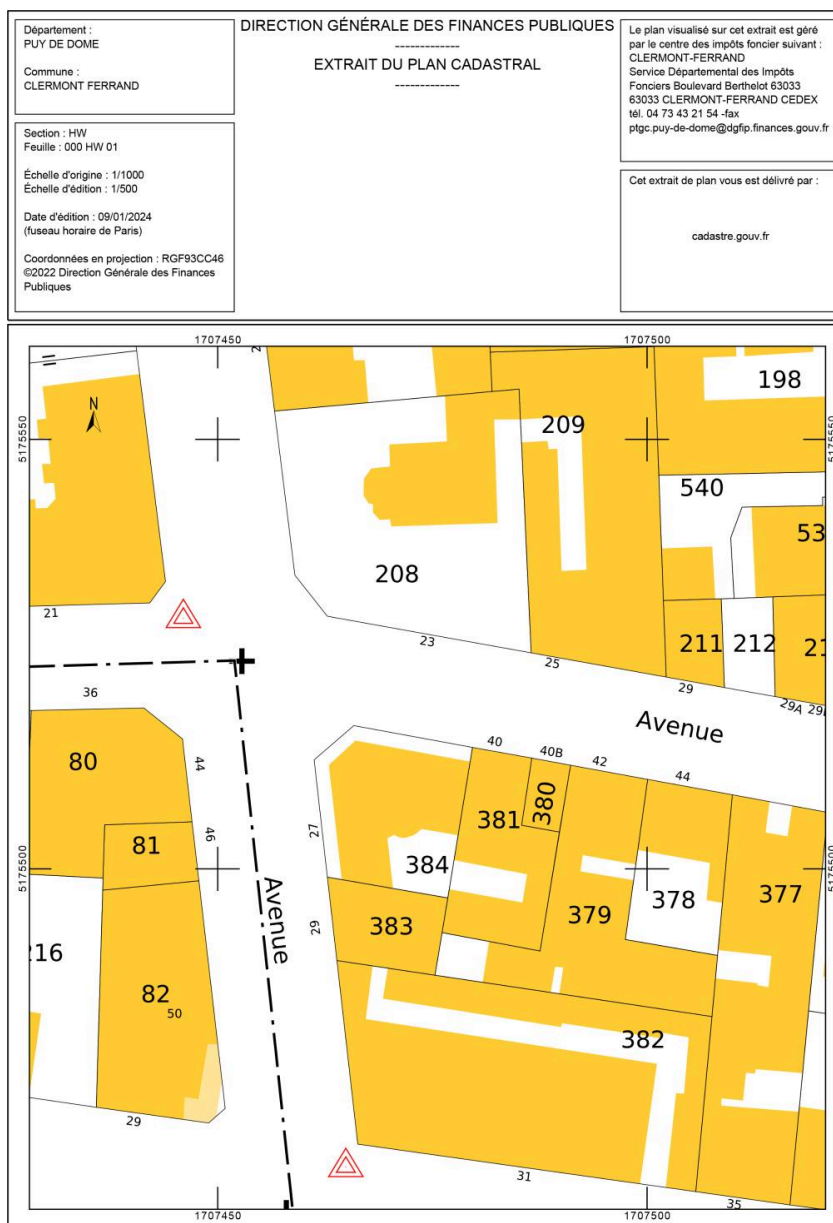 Département :
PUY DE DOME
Commune :
CLERMONT FERRAND
Section : HW
Feuille : 000 HW 01
Échelle d'origine : 1/1000
Échelle d'édition : 1/500
Date d'édition : 09/01/2024
(fuseau horaire de Paris)
Coordonnées en projection : RGF93CC46
©2022 Direction Générale des Finances
Publiques
DIRECTION GÉNÉRALE DES FINANCES PUBLIQUES
-------------
EXTRAIT DU PLAN CADASTRAL
-------------
Le plan visualisé sur cet extrait est géré
par le centre des impôts foncier suivant :
CLERMONT-FERRAND
Service Départemental des Impôts
Fonciers Boulevard Berthelot 63033
63033 CLERMONT-FERRAND CEDEX
tél. 04 73 43 21 54 -fax
ptgc.puy-de-dome@dgfip.finances.gouv.fr
Cet extrait de plan vous est délivré par :
cadastre.gouv.fr
1707450
1707500
198
N
209
5175550
5175550
540
53
208
21
23
211
212
21
25
29
29A
36
Avenue
40
40B
42
44
80
44
380
381
46
81
27
384
5175500
5175500
378
377
379
Avenue
29
383
216
82
50
382
29
31
35
1707450
1707500